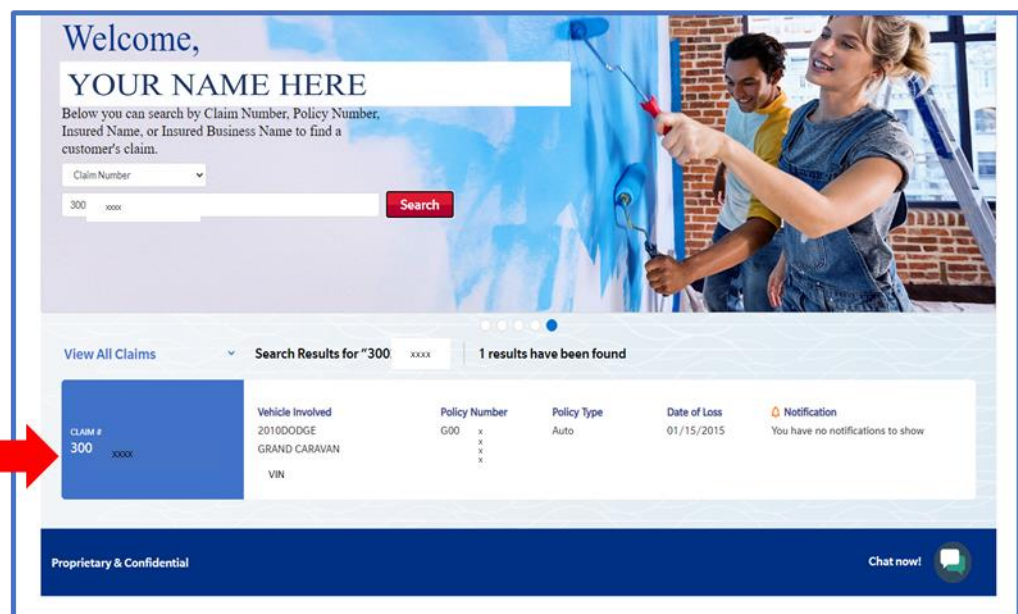 Welcome,
YOUR NAME HERE
Below you can search by Claim Number, Policy Number,
Insured Name, or Insured Business Name to find a
customer's claim.
Claim Number
300 xxxx
Search
View All Claims
Search Results for "300 xxxx
1 results have been found
CLAIM #
300 xxxx
Vehicle Involved
2010DODGE
GRAND CARAVAN
VIN
Policy Number
G00 x
x
x
x
Policy Type
Auto
Date of Loss
01/15/2015
Notification
You have no notifications to show
Proprietary & Confidential
Chat now!